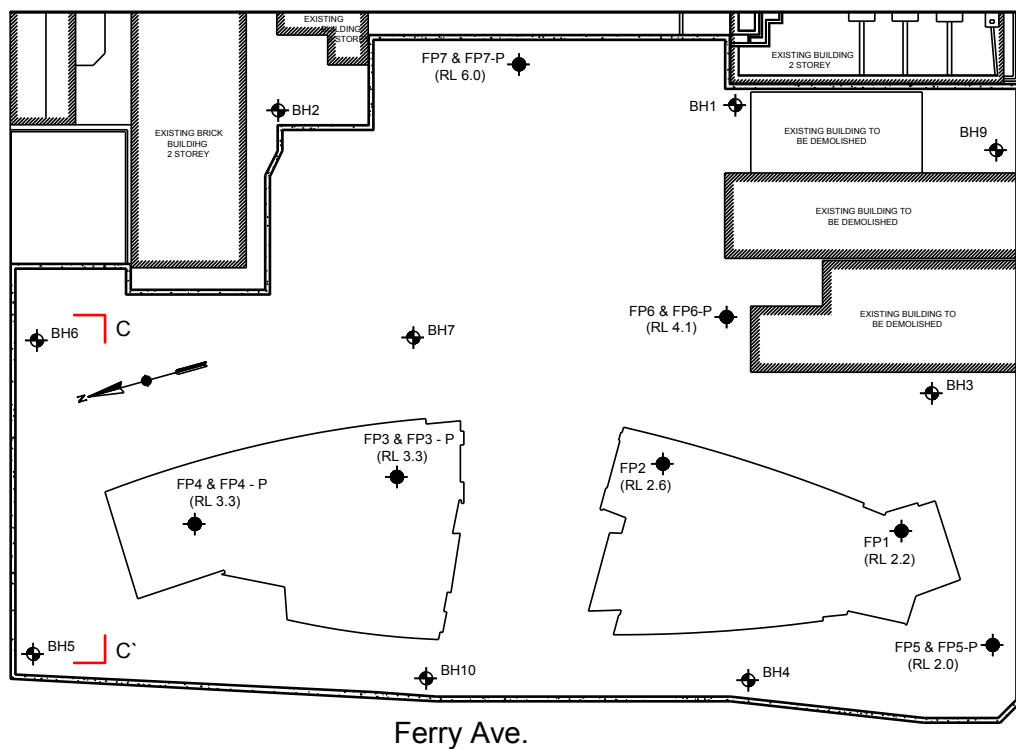 EXISTING
BUILDING
STOREY
EXISTING BUILDING
2 STOREY
FP7 & FP7-P
(RL 6.0)
BH2
BH1
EXISTING BRICK
BUILDIHG
2 STOREY
EXISTING BUILDING TO
BE DEMOLISHED
BH9
EXISTING BUILDING TO
BE DEMOLISHED
EXISTING BUILDING TO
BE DEMOLISHED
FP6 & FP6-P
(RL 4.1)
BH6
C
BH7
N
BH3
FP3 & FP3 - P
(RL 3.3)
FP4 & FP4 - P
(RL 3.3)
FP2
(RL 2.6)
FP1
(RL 2.2)
FP5 & FP5-P
(RL 2.0)
BH5
C`
BH10
BH4
Ferry Ave.